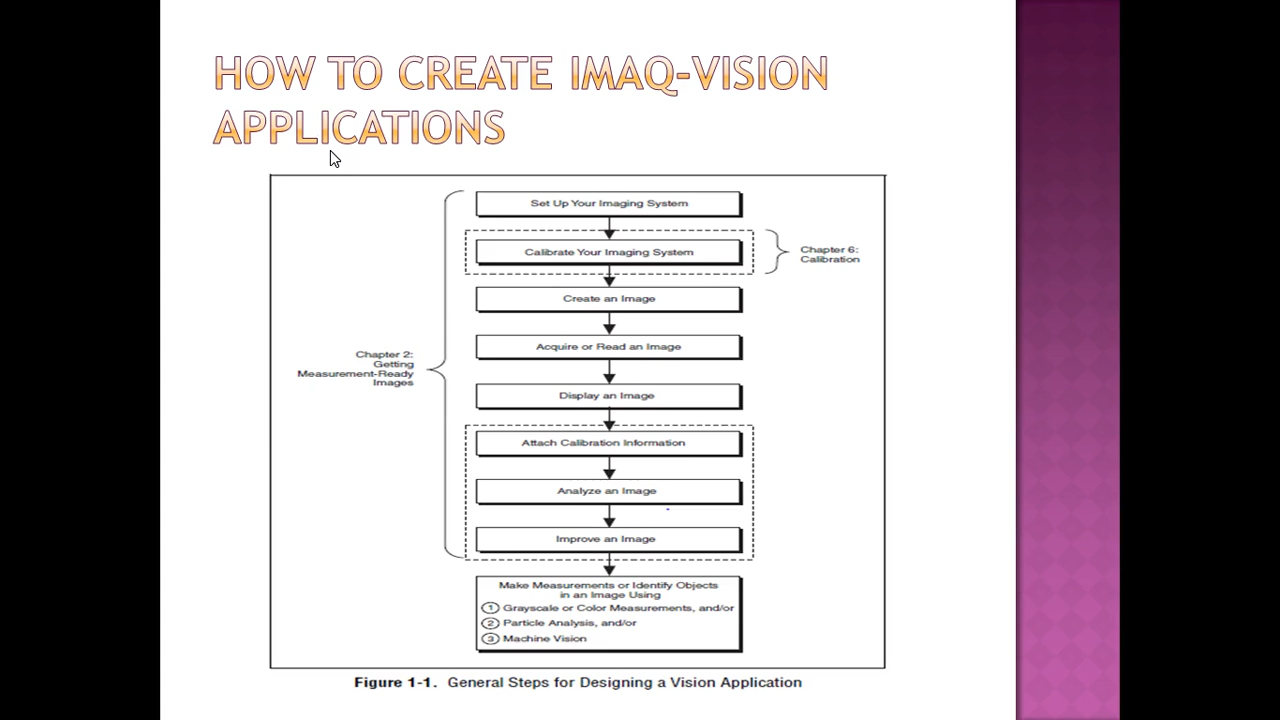 HOW TO CREATE IMAQ-VISION
APPLICATIONS
Set Up Your Imaging System
Calibrate Your Imaging System
Chapter 6:
Calibration
Create an Image
Acquire or Read an Image
Chapter 2:
Getting
Measurement-Ready
Images
Display an Image
Attach Calibration Information
Analyze an Image
Improve an Image
Make Measurements or Identify Objects
in an Image Using
1 Grayscale or Color Measurements, and/or
2 Particle Analysis, and/or
3 Machine Vision
Figure 1-1. General Steps for Designing a Vision Application